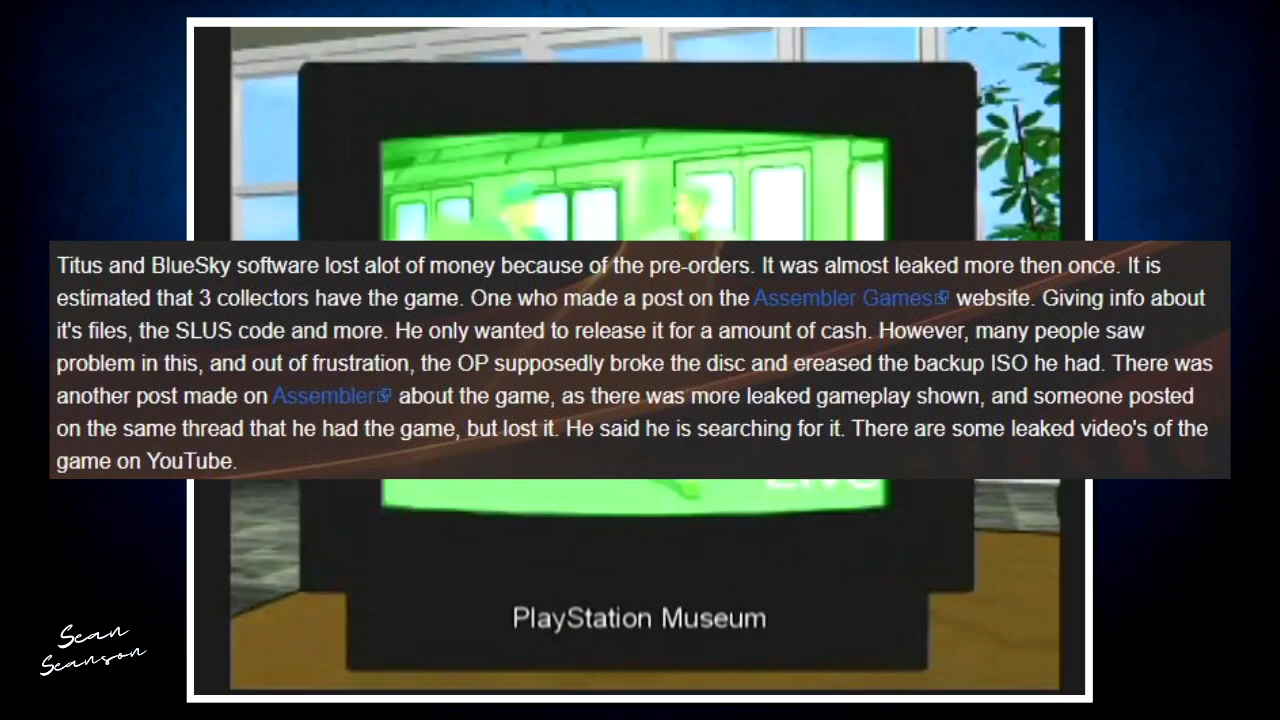 Titus and BlueSky software lost alot of money because of the pre-orders. It was almost leaked more then once. It is
estimated that 3 collectors have the game. One who made a post on the Assembler Games website. Giving info about
it's files, the SLUS code and more. He only wanted to release it for a amount of cash. However, many people saw
problem in this, and out of frustration, the OP supposedly broke the disc and ereased the backup ISO he had. There was
another post made on Assembler about the game, as there was more leaked gameplay shown, and someone posted
on the same thread that he had the game, but lost it. He said he is searching for it. There are some leaked video's of the
game on YouTube.
PlayStation Museum
Sean
Seanson